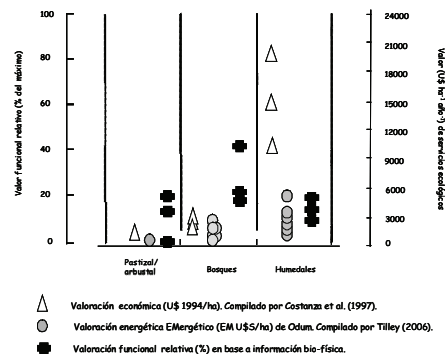 100
80
60
40
20
0
Valor funcional relativo (% del máximo)
24000
21000
18000
15000
12000
9000
6000
3000
0
Valor (U$ ha⁻¹ año⁻¹) de servicios ecológicos
Pastizal/
arbustal
Bosques
Humedales
Valoración económica (U$ 1994/ha). Compilado por Costanza et al. (1997).
Valoración energética EMergético (EM U$S/ha) de Odum. Compilado por Tilley (2006).
Valoración funcional relativa (%) en base a información bio-física.